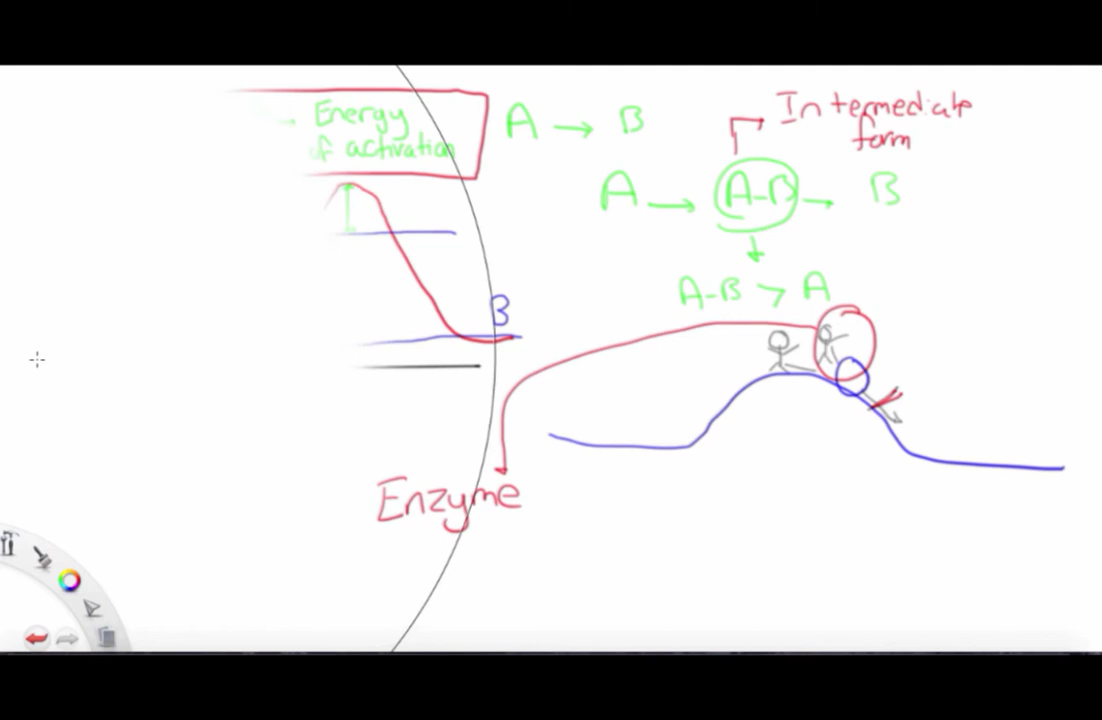 Energy
of activation
A → B
Intermediate
form
A → A-B → B
A-B > A
B
Enzyme